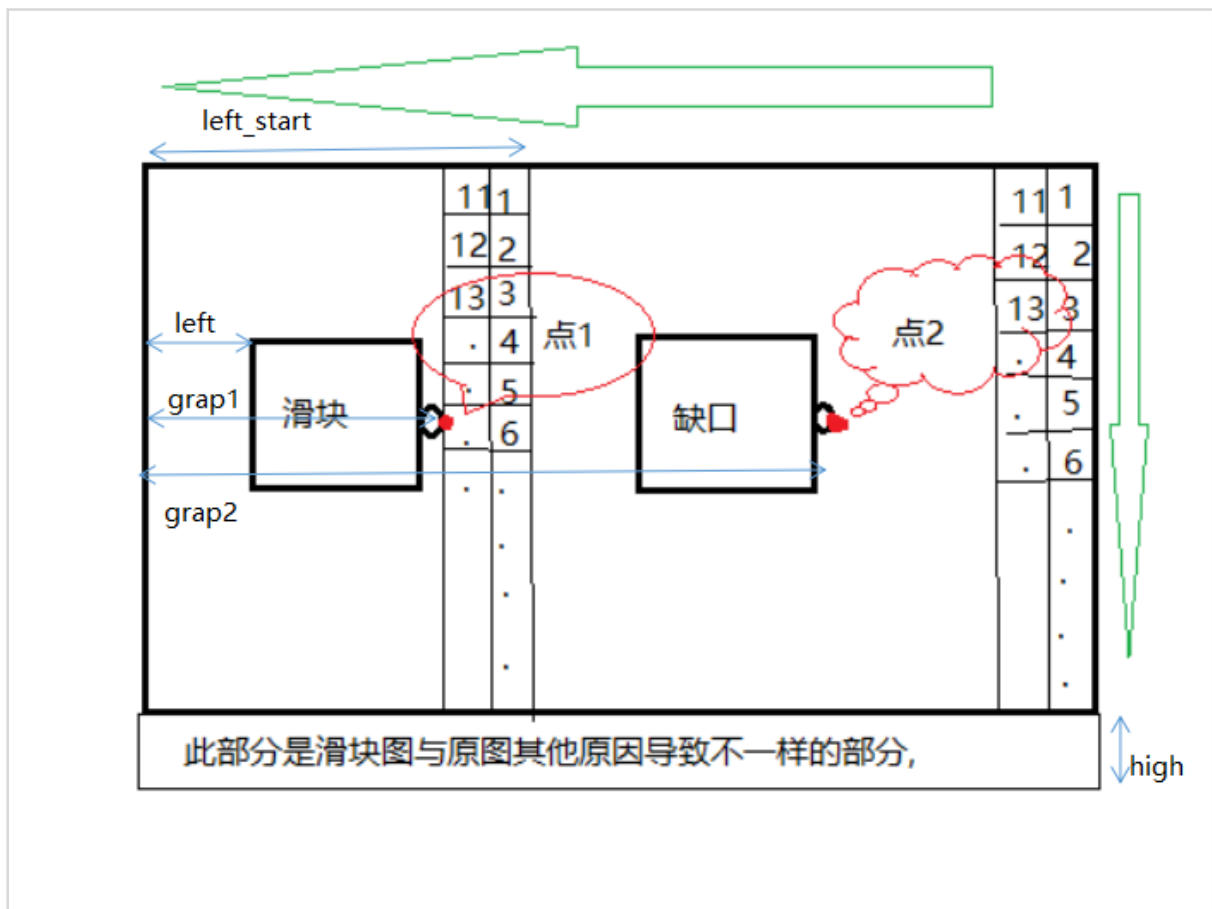 left_start
11 1 11 1
12 2 12 2
13 3 13 3
left . 4 点1 点2 . 4
. 5 . 5
grap1 滑块 . 6 缺口 . 6
grap2
此部分是滑块图与原图其他原因导致不一样的部分,
high